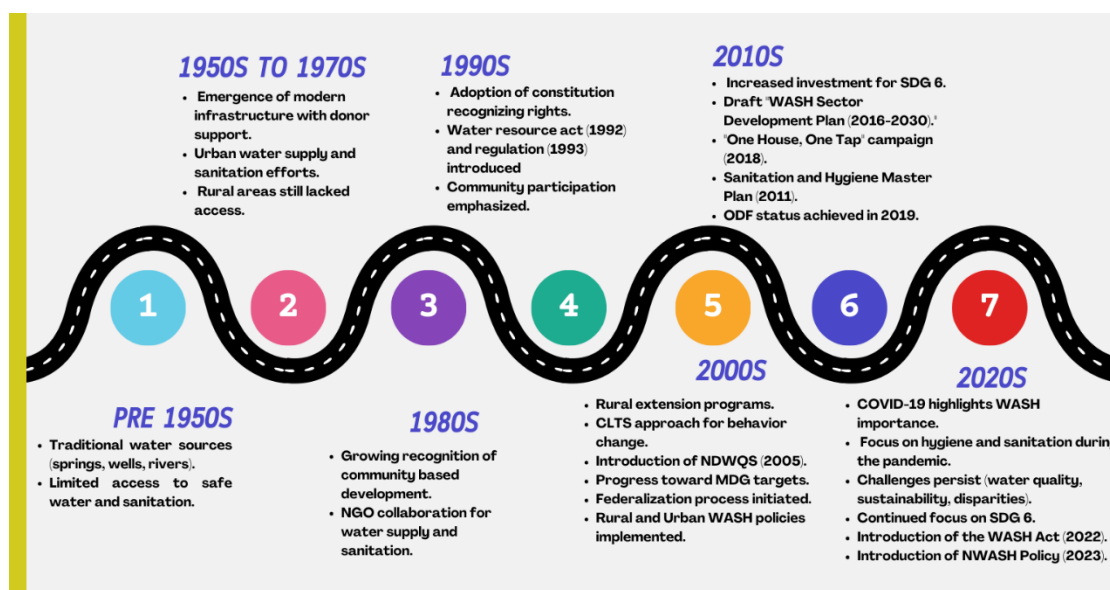 1950S TO 1970S
• Emergence of modern
infrastructure with donor
support.
• Urban water supply and
sanitation efforts.
• Rural areas still lacked
access.
1990S
• Adoption of constitution
recognizing rights.
• Water resource act (1992)
and regulation (1993)
introduced
• Community participation
emphasized.
2010S
• Increased investment for SDG 6.
• Draft "WASH Sector
Development Plan (2016-2030)."
• "One House, One Tap" campaign
(2018).
• Sanitation and Hygiene Master
Plan (2011).
• ODF status achieved in 2019.
1
2
3
4
5
6
7
PRE 1950S
• Traditional water sources
(springs, wells, rivers).
• Limited access to safe
water and sanitation.
1980S
• Growing recognition of
community based
development.
• NGO collaboration for
water supply and
sanitation.
2000S
• Rural extension programs.
• CLTS approach for behavior
change.
• Introduction of NDWQS (2005).
• Progress toward MDG targets.
• Federalization process initiated.
• Rural and Urban WASH policies
implemented.
2020S
• COVID-19 highlights WASH
importance.
• Focus on hygiene and sanitation durin
the pandemic.
• Challenges persist (water quality,
sustainability, disparities).
• Continued focus on SDG 6.
• Introduction of the WASH Act (2022).
• Introduction of NWASH Policy (2023).